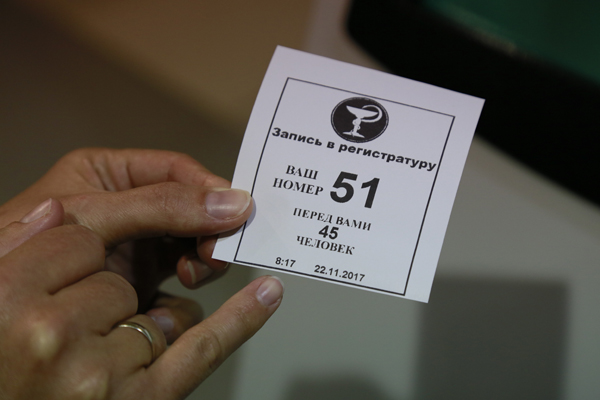 Запись в регистратуру
ВАШ
НОМЕР 51
ПЕРЕД ВАМИ
45
ЧЕЛОВЕК
8:17 22.11.2017